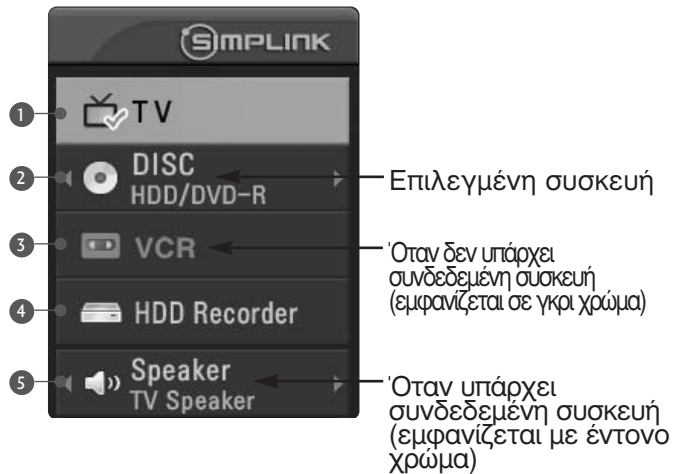 SIMPLINK
1 TV
2 DISC
HDD/DVD-R
Επιλεγμένη συσκευή
3 VCR
Όταν δεν υπάρχει
συνδεδεμένη συσκευή
(εμφανίζεται σε γκρι χρώμα)
4 HDD Recorder
5 Speaker
TV Speaker
Όταν υπάρχει
συνδεδεμένη συσκευή
(εμφανίζεται με έντονο
χρώμα)